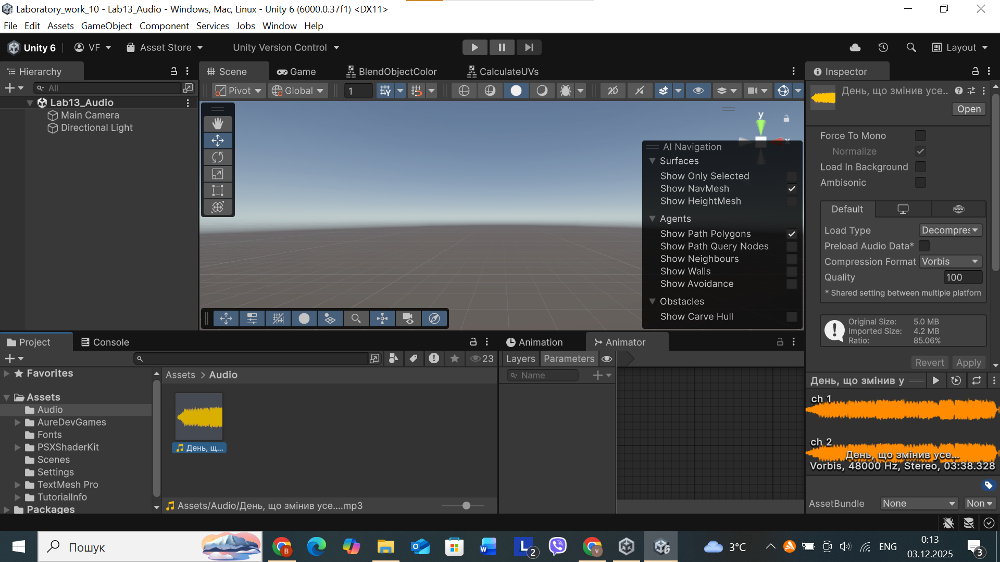 Laboratory_work_10 - Lab13_Audio - Windows, Mac, Linux - Unity 6 (6000.0.37f1) <DX11>
File Edit Assets GameObject Component Services Jobs Window Help
Unity 6 VF Asset Store Unity Version Control Layout
Hierarchy
All
Lab13_Audio
Main Camera
Directional Light
Scene Game BlendObjectColor CalculateUVs
Pivot Global 1 2D
y
x
AI Navigation
Surfaces
Show Only Selected
Show NavMesh
Show HeightMesh
Agents
Show Path Polygons
Show Path Query Nodes
Show Neighbours
Show Walls
Show Avoidance
Obstacles
Show Carve Hull
Inspector
День, що змінив усе..
Open
Force To Mono
Normalize
Load In Background
Ambisonic
Default
Load Type Decompres
Preload Audio Data*
Compression Format Vorbis
Quality 100
* Shared setting between multiple platforr
Original Size: 5.0 MB
Imported Size: 4.2 MB
Ratio: 85.06%
Revert Apply
День, що змінив у
ch 1
ch 2
День, що змінив усе...
Vorbis, 48000 Hz, Stereo, 03:38.328
AssetBundle None Non
Project Console
23
Favorites
Assets
Audio
AureDevGames
Fonts
PSXShaderKit
Scenes
Settings
TextMesh Pro
TutorialInfo
Packages
Assets > Audio
День, щ...
Assets/Audio/День, що змінив усе....mp3
Animation Animator
Layers Parameters
Name
Пошук
B
L
2
V
6
3°C
ENG
0:13
03.12.2025
3